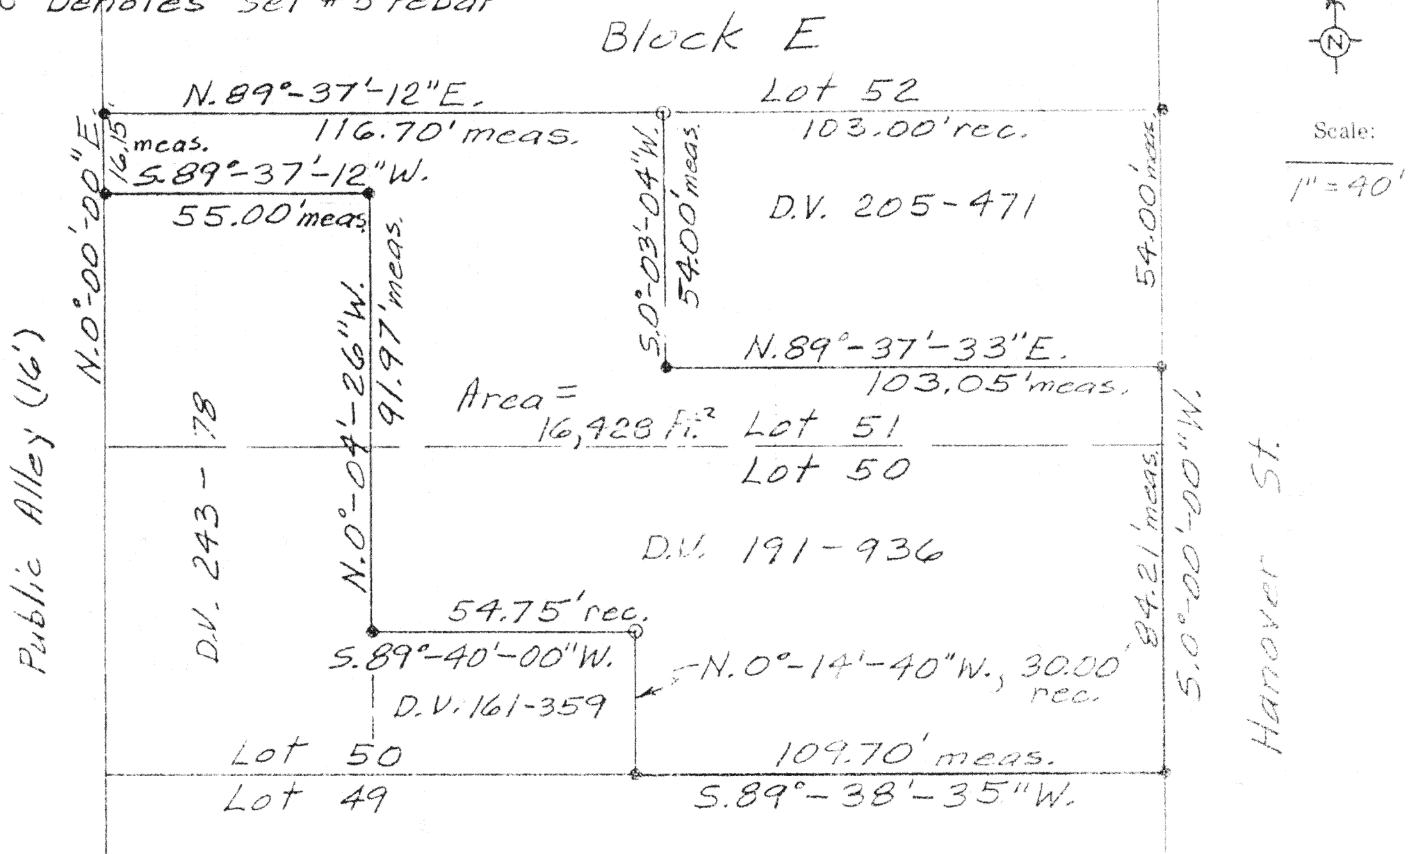 Denotes set #5 rebar
Block E
N
N. 89°-37'-12" E.
Lot 52
116.70' meas.
103.00' rec.
Scale:
1" = 40'
16.15'
meas.
S. 89°-37'-12" W.
55.00' meas.
N. 0°-00'-00" E.
S. 0°-03'-04" W.
54.00' meas.
D.V. 205-471
54.00' meas.
N. 0°-04'-26" W.
91.97' meas.
N. 89°-37'-33" E.
103.05' meas.
Area =
16,428 Ft.²
Lot 51
Lot 50
Public Alley (16')
D.V. 243-78
D.V. 191-936
84.21' meas.
S. 0°-00'-00" W.
Hanover St.
54.75' rec.
S. 89°-40'-00" W.
N. 0°-14'-40" W., 30.00'
rec.
D.V. 161-359
Lot 50
Lot 49
109.70' meas.
S. 89°-38'-35" W.